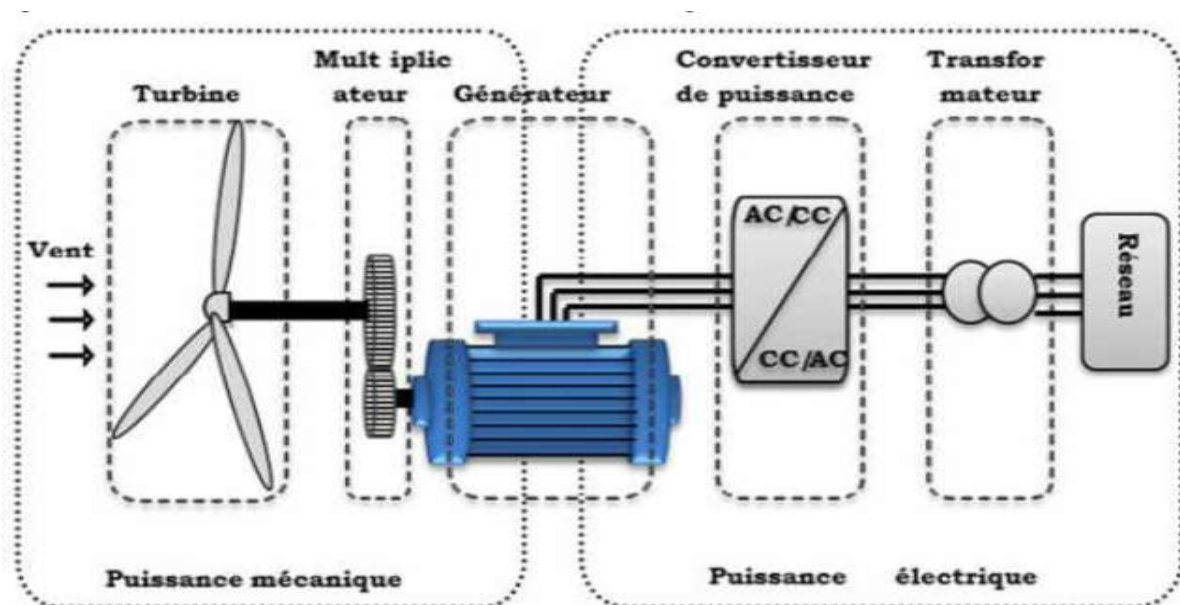 Turbine
Mult iplic
ateur
Générateur
Convertisseur
de puissance
Transfor
mateur
Vent
AC/CC
CC/AC
Réseau
Puissance mécanique
Puissance électrique